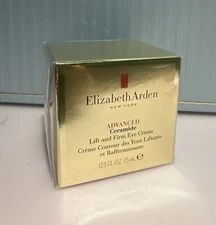 Elizabeth Arden
NEW YORK
ADVANCED
Ceramide
Lift and Firm Eye Cream
Crème Contour des Yeux Liftante
et Raffermissante
0.5 FL. OZ. 15 ml e